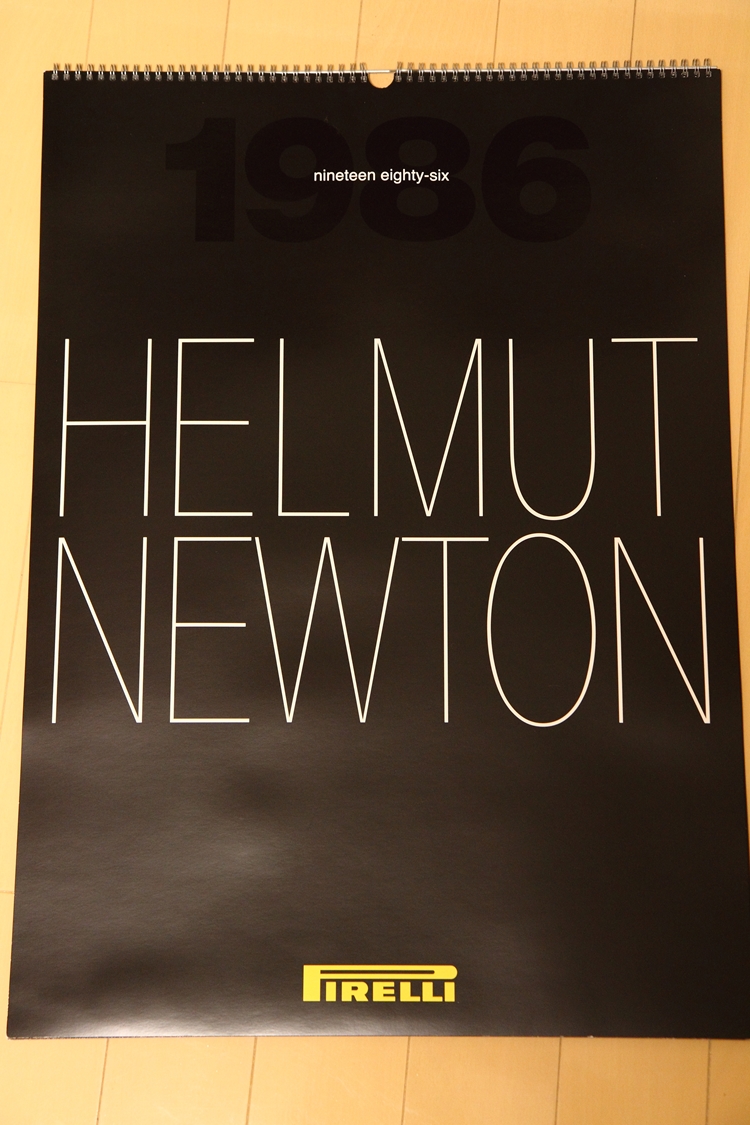 1986
nineteen eighty-six
HELMUT
NEWTON
PIRELLI